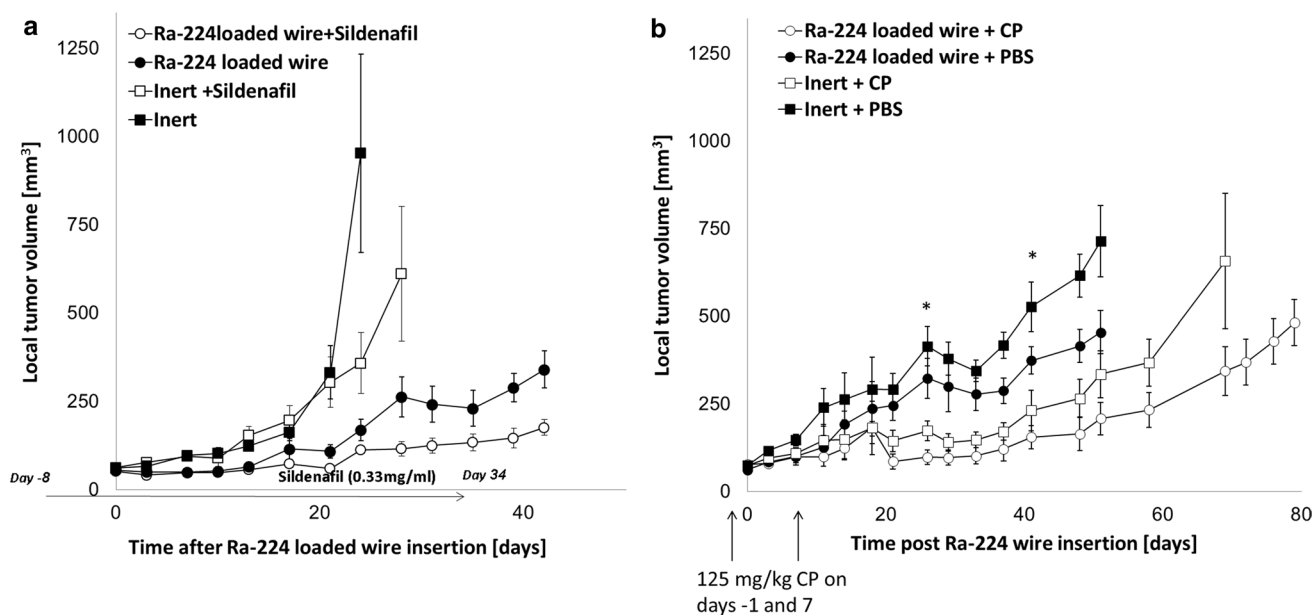 a
Ra-224loaded wire+Sildenafil
Ra-224 loaded wire
Inert +Sildenafil
Inert
Local tumor volume [mm3]
1250
1000
750
500
250
0
Day -8
Sildenafil (0.33mg/ml)
Day 34
0
20
40
Time after Ra-224 loaded wire insertion [days]
b
Ra-224 loaded wire + CP
Ra-224 loaded wire + PBS
Inert + CP
Inert + PBS
Local tumor volume [mm3]
1250
1000
750
500
250
0
*
*
0
20
40
60
80
Time post Ra-224 wire insertion [days]
125 mg/kg CP on
days -1 and 7